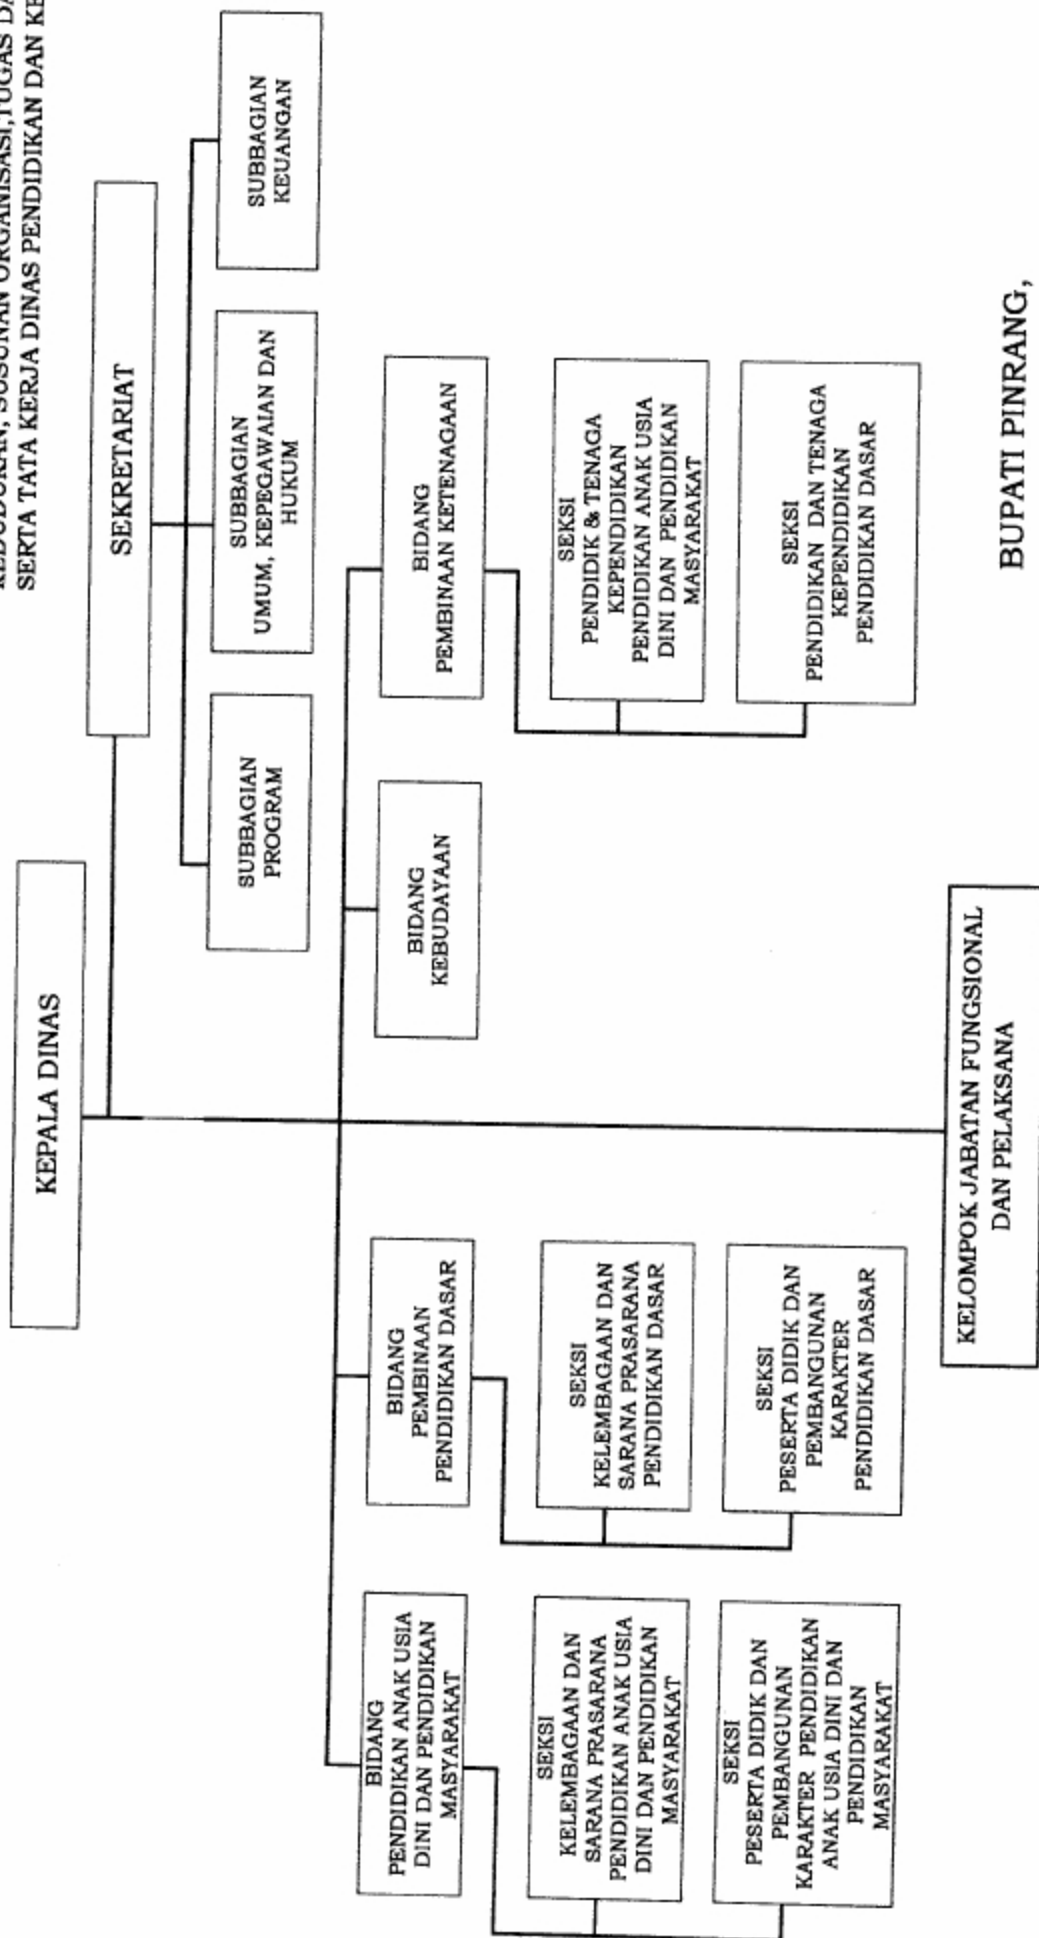 SUSUNAN ORGANISASI, TUGAS
SERTA TATA KERJA DINAS PENDIDIKAN DAN
KEPALA DINAS
SEKRETARIAT
SUBBAGIAN
PROGRAM
SUBBAGIAN
UMUM, KEPEGAWAIAN DAN
HUKUM
SUBBAGIAN
KEUANGAN
BIDANG
PENDIDIKAN ANAK USIA
DINI DAN PENDIDIKAN
MASYARAKAT
BIDANG
PEMBINAAN
PENDIDIKAN DASAR
BIDANG
KEBUDAYAAN
BIDANG
PEMBINAAN KETENAGAAN
SEKSI
KELEMBAGAAN DAN
SARANA PRASARANA
PENDIDIKAN ANAK USIA
DINI DAN PENDIDIKAN
MASYARAKAT
SEKSI
KELEMBAGAAN DAN
SARANA PRASARANA
PENDIDIKAN DASAR
SEKSI
PENDIDIK & TENAGA
KEPENDIDIKAN
PENDIDIKAN ANAK USIA
DINI DAN PENDIDIKAN
MASYARAKAT
SEKSI
PESERTA DIDIK DAN
PEMBANGUNAN
KARAKTER PENDIDIKAN
ANAK USIA DINI DAN
PENDIDIKAN
MASYARAKAT
SEKSI
PESERTA DIDIK DAN
PEMBANGUNAN
KARAKTER
PENDIDIKAN DASAR
SEKSI
PENDIDIKAN DAN TENAGA
KEPENDIDIKAN
PENDIDIKAN DASAR
KELOMPOK JABATAN FUNGSIONAL
DAN PELAKSANA
BUPATI PINRANG,